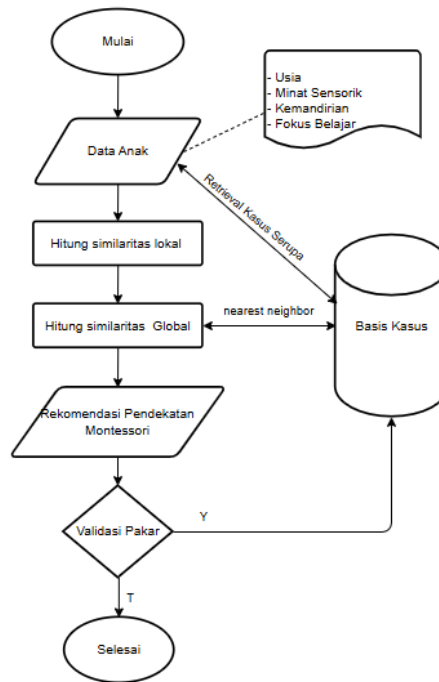 Mulai
- Usia
- Minat Sensorik
- Kemandirian
- Fokus Belajar
Data Anak
Retrieval Kasus Serupa
Hitung similaritas lokal
Hitung similaritas Global
nearest neighbor
Basis Kasus
Rekomendasi Pendekatan
Montessori
Validasi Pakar
Y
T
Selesai